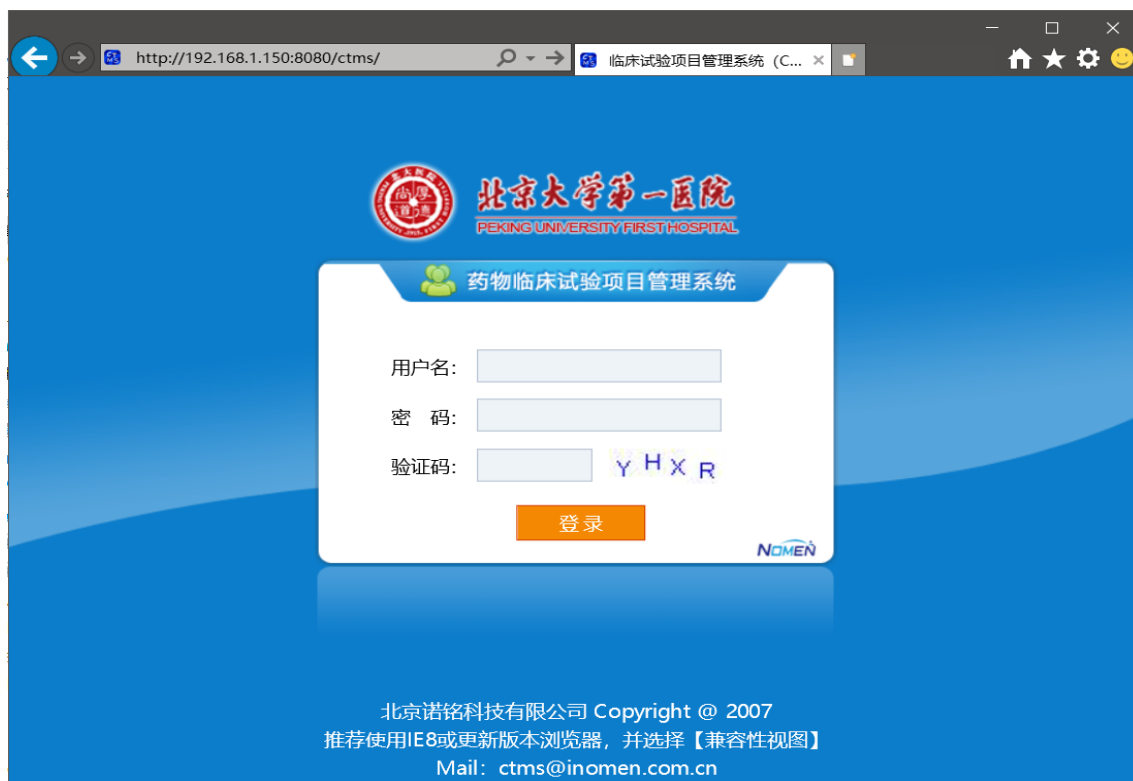 http://192.168.1.150:8080/ctms/
临床试验项目管理系统 (C...
北京大学第一医院
PEKING UNIVERSITY FIRST HOSPITAL
药物临床试验项目管理系统
用户名：
密 码：
验证码：
Y H X R
登录
NOMEN
北京诺铭科技有限公司 Copyright @ 2007
推荐使用IE8或更新版本浏览器，并选择【兼容性视图】
Mail：ctms@inomen.com.cn